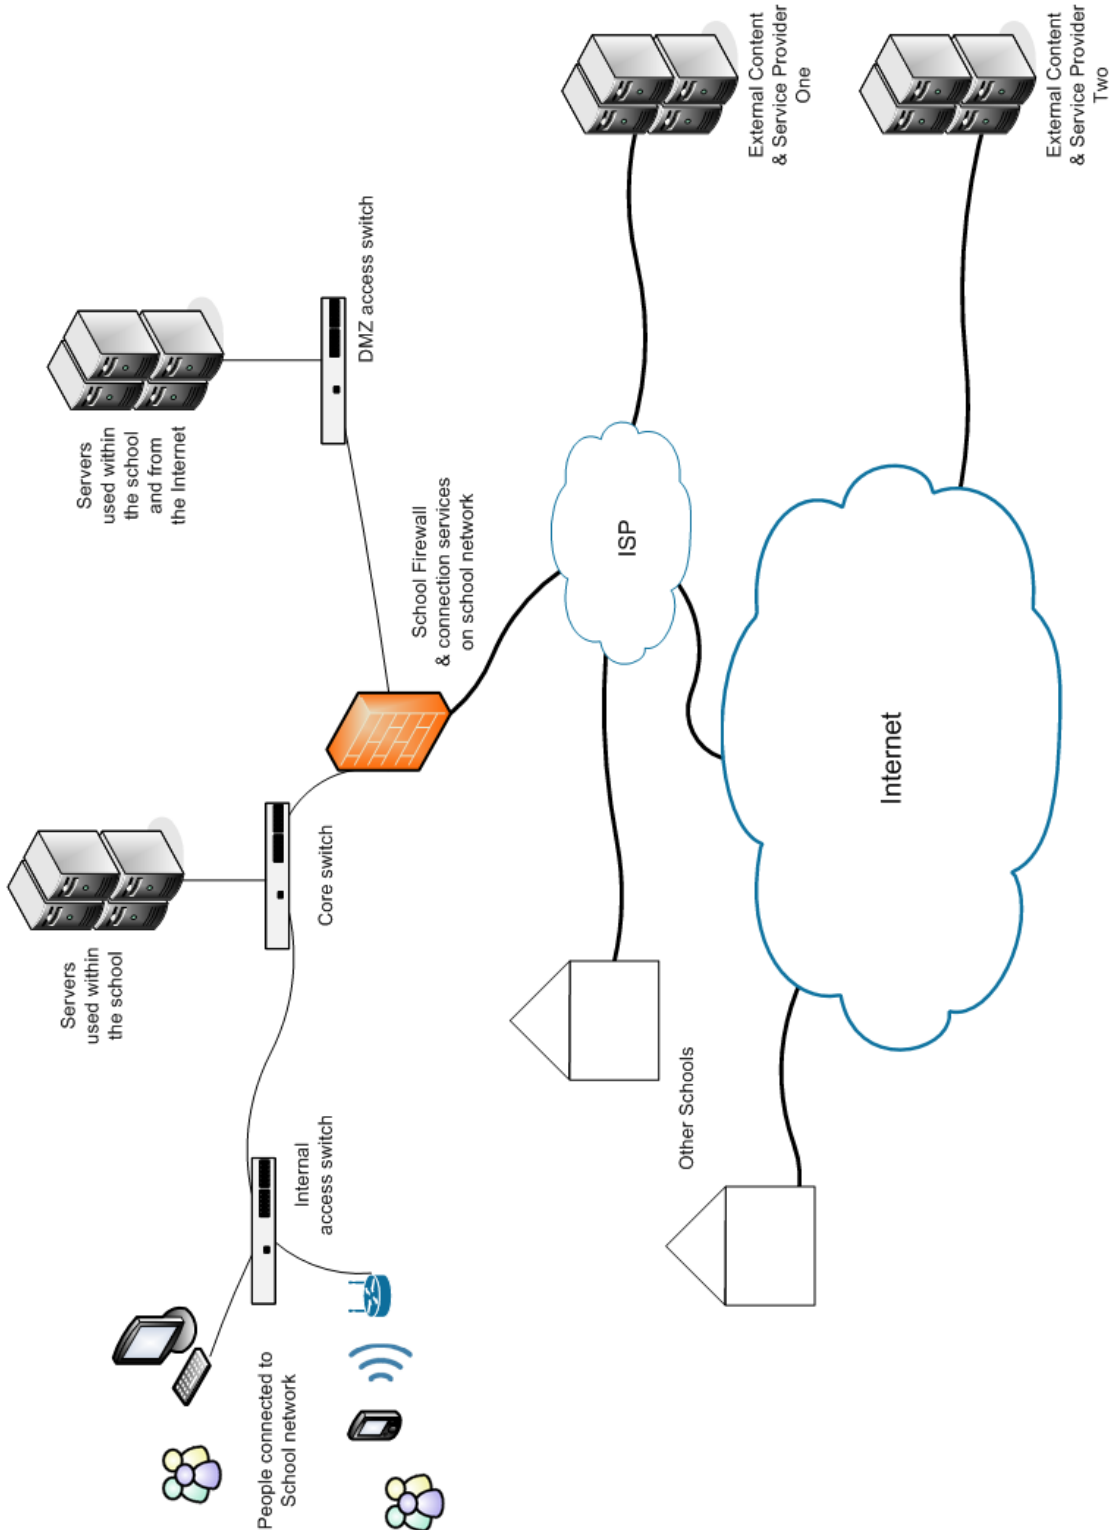 People connected to
School network
Internal
access switch
Servers
used within
the school
Core switch
Servers
used within
the school
and from
the Internet
DMZ access switch
School Firewall
& connection services
on school network
ISP
Other Schools
Internet
External Content
& Service Provider
One
External Content
& Service Provider
Two